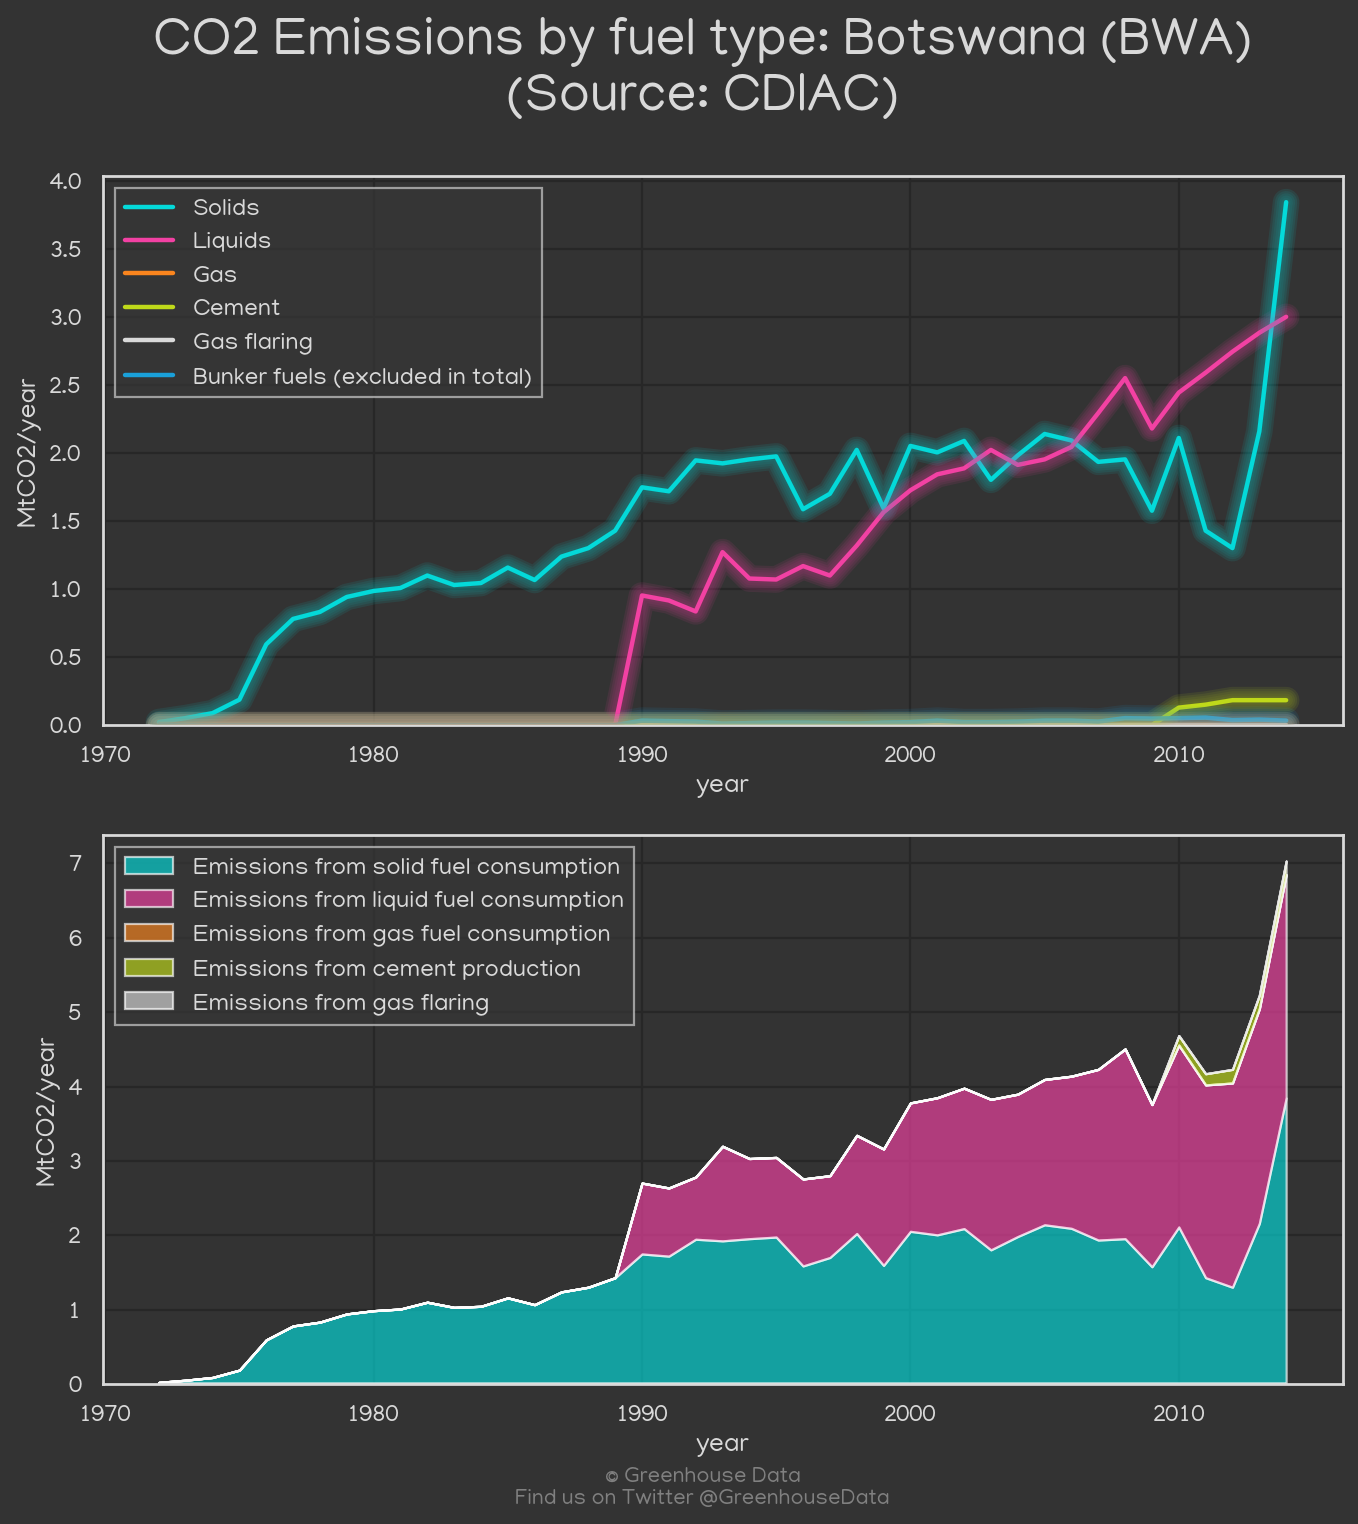 CO2 Emissions by fuel type: Botswana (BWA)
(Source: CDIAC)
4.0
3.5
3.0
2.5
2.0
1.5
1.0
0.5
0.0
MtCO2/year
Solids
Liquids
Gas
Cement
Gas flaring
Bunker fuels (excluded in total)
1970 1980 1990 2000 2010
year
7
6
5
4
3
2
1
0
MtCO2/year
Emissions from solid fuel consumption
Emissions from liquid fuel consumption
Emissions from gas fuel consumption
Emissions from cement production
Emissions from gas flaring
1970 1980 1990 2000 2010
year
© Greenhouse Data
Find us on Twitter @GreenhouseData